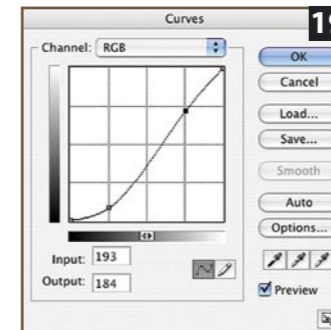 Curves
19
Channel: RGB
OK
Cancel
Load...
Save...
Smooth
Auto
Options...
Input: 193
Output: 184
Preview